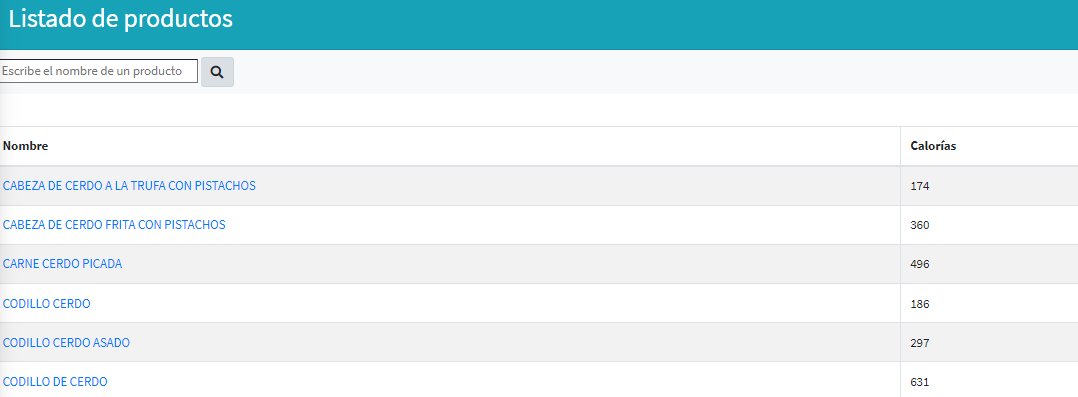 Listado de productos
Escribe el nombre de un producto
Nombre Calorías
CABEZA DE CERDO A LA TRUFA CON PISTACHOS 174
CABEZA DE CERDO FRITA CON PISTACHOS 360
CARNE CERDO PICADA 496
CODILLO CERDO 186
CODILLO CERDO ASADO 297
CODILLO DE CERDO 631